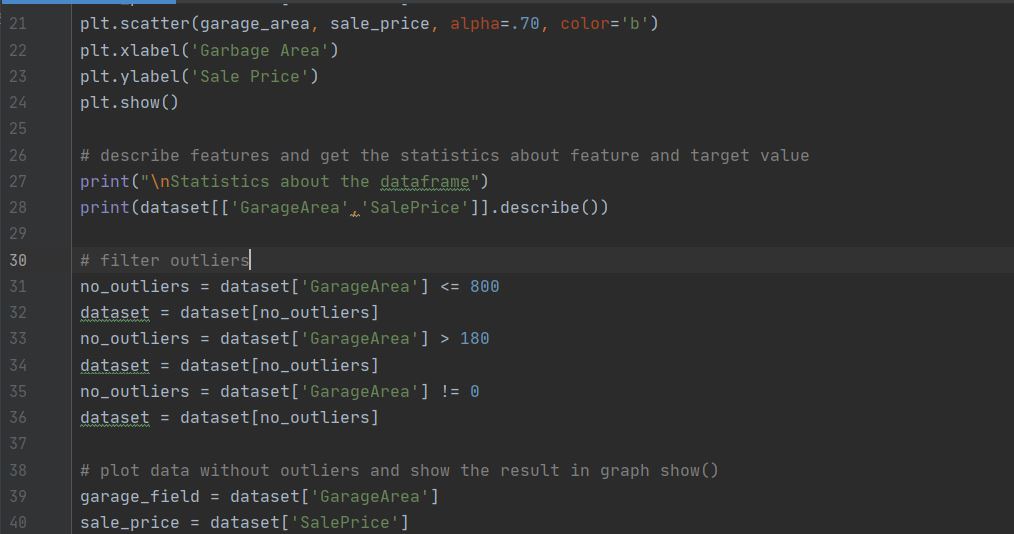 21 plt.scatter(garage_area, sale_price, alpha=.70, color='b')
22 plt.xlabel('Garbage Area')
23 plt.ylabel('Sale Price')
24 plt.show()
25
26 # describe features and get the statistics about feature and target value
27 print("\nStatistics about the dataframe")
28 print(dataset[['GarageArea','SalePrice']].describe())
29
30 # filter outliers
31 no_outliers = dataset['GarageArea'] <= 800
32 dataset = dataset[no_outliers]
33 no_outliers = dataset['GarageArea'] > 180
34 dataset = dataset[no_outliers]
35 no_outliers = dataset['GarageArea'] != 0
36 dataset = dataset[no_outliers]
37
38 # plot data without outliers and show the result in graph show()
39 garage_field = dataset['GarageArea']
40 sale_price = dataset['SalePrice']